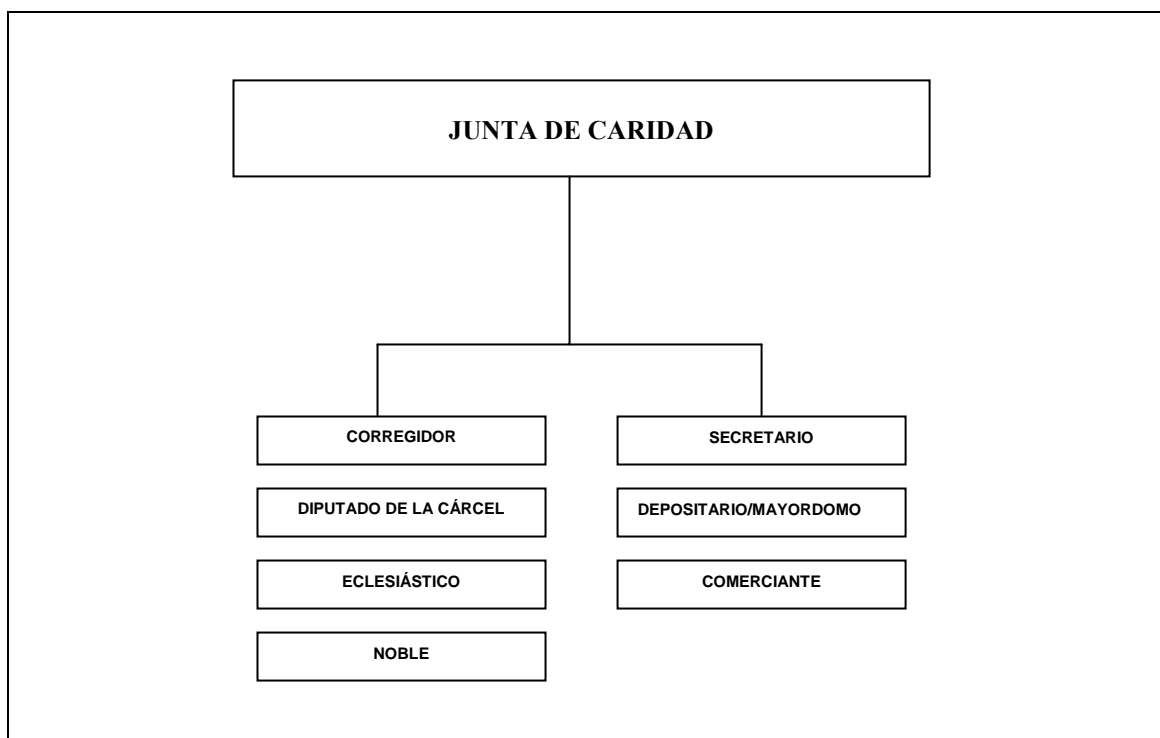 JUNTA DE CARIDAD
CORREGIDOR
SECRETARIO
DIPUTADO DE LA CÁRCEL
DEPOSITARIO/MAYORDOMO
ECLESIÁSTICO
COMERCIANTE
NOBLE